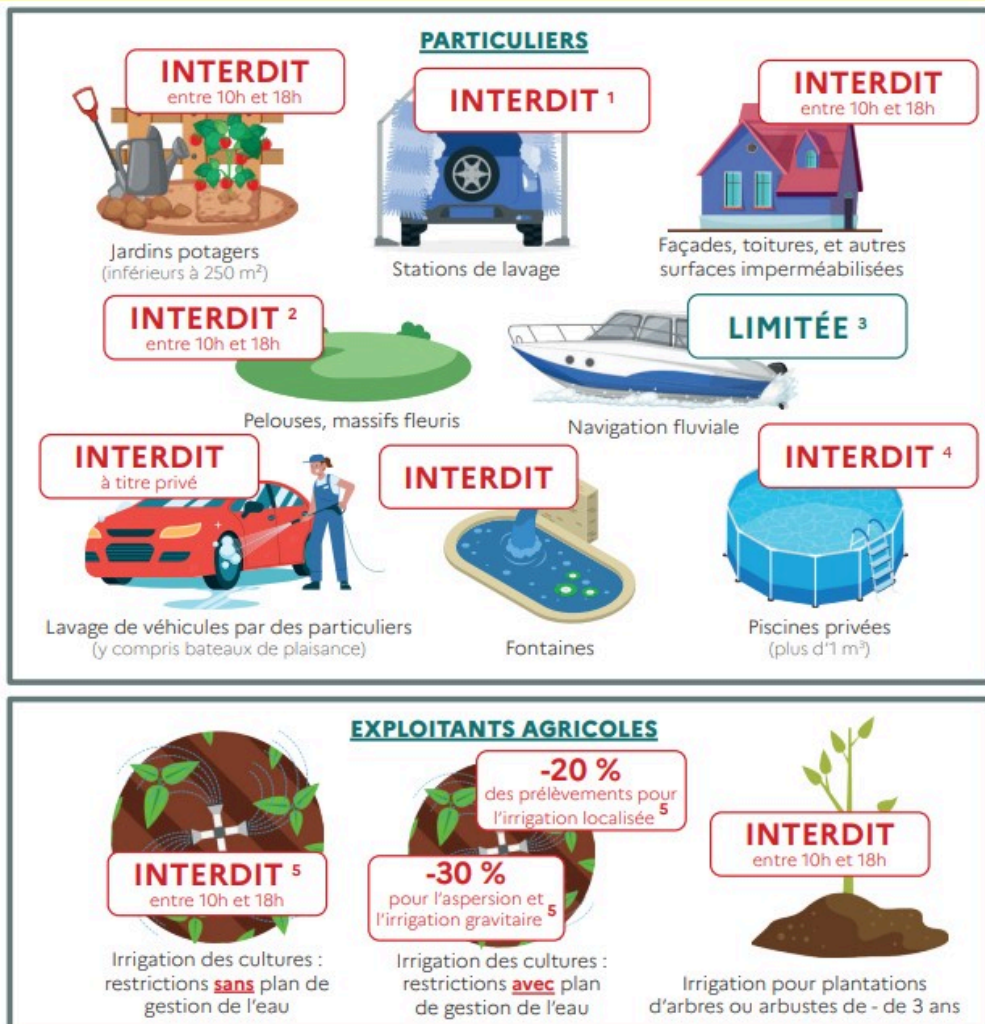 PARTICULIERS
INTERDIT
entre 10h et 18h
Jardins potagers
(inférieurs à 250 m²)
INTERDIT ¹
Stations de lavage
INTERDIT
entre 10h et 18h
Façades, toitures, et autres
surfaces imperméabilisées
INTERDIT ²
entre 10h et 18h
Pelouses, massifs fleuris
LIMITÉE ³
Navigation fluviale
INTERDIT
à titre privé
Lavage de véhicules par des particuliers
(y compris bateaux de plaisance)
INTERDIT
Fontaines
INTERDIT ⁴
Piscines privées
(plus d'1 m³)
EXPLOITANTS AGRICOLES
INTERDIT ⁵
entre 10h et 18h
Irrigation des cultures :
restrictions sans plan de
gestion de l'eau
-20 %
des prélèvements pour
l'irrigation localisée ⁵
-30 %
pour l'aspersion et
l'irrigation gravitaire ⁵
Irrigation des cultures :
restrictions avec plan
de gestion de l'eau
INTERDIT
entre 10h et 18h
Irrigation pour plantations
d'arbres ou arbustes de - de 3 ans